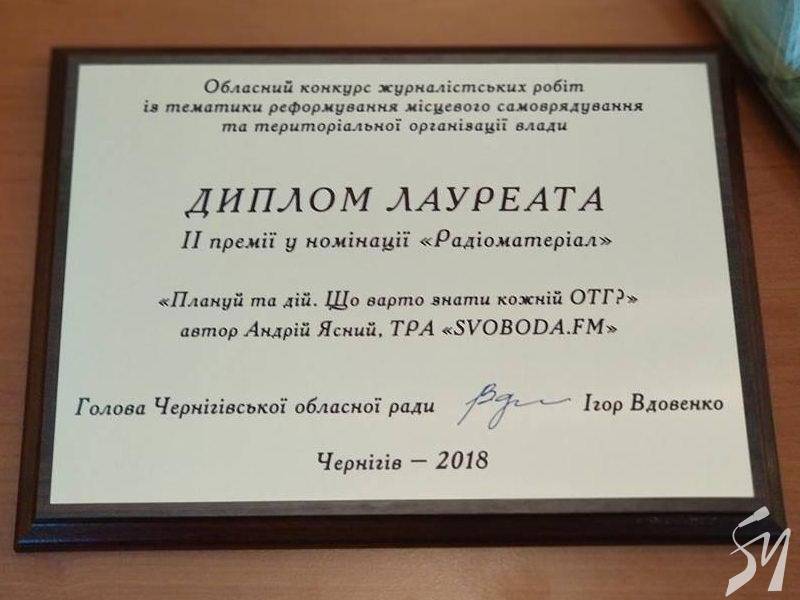 Обласний конкурс журналістських робіт
із тематики реформування місцевого самоврядування
та територіальної організації влади
ДИПЛОМ ЛАУРЕАТА
ІІ премії у номінації «Радіоматеріал»
«Плануй та дій. Що варто знати кожній ОТГ?»
автор Андрій Ясний, ТРА «SVOBODA.FM»
Голова Чернігівської обласної ради Ігор Вдовенко
Чернігів – 2018